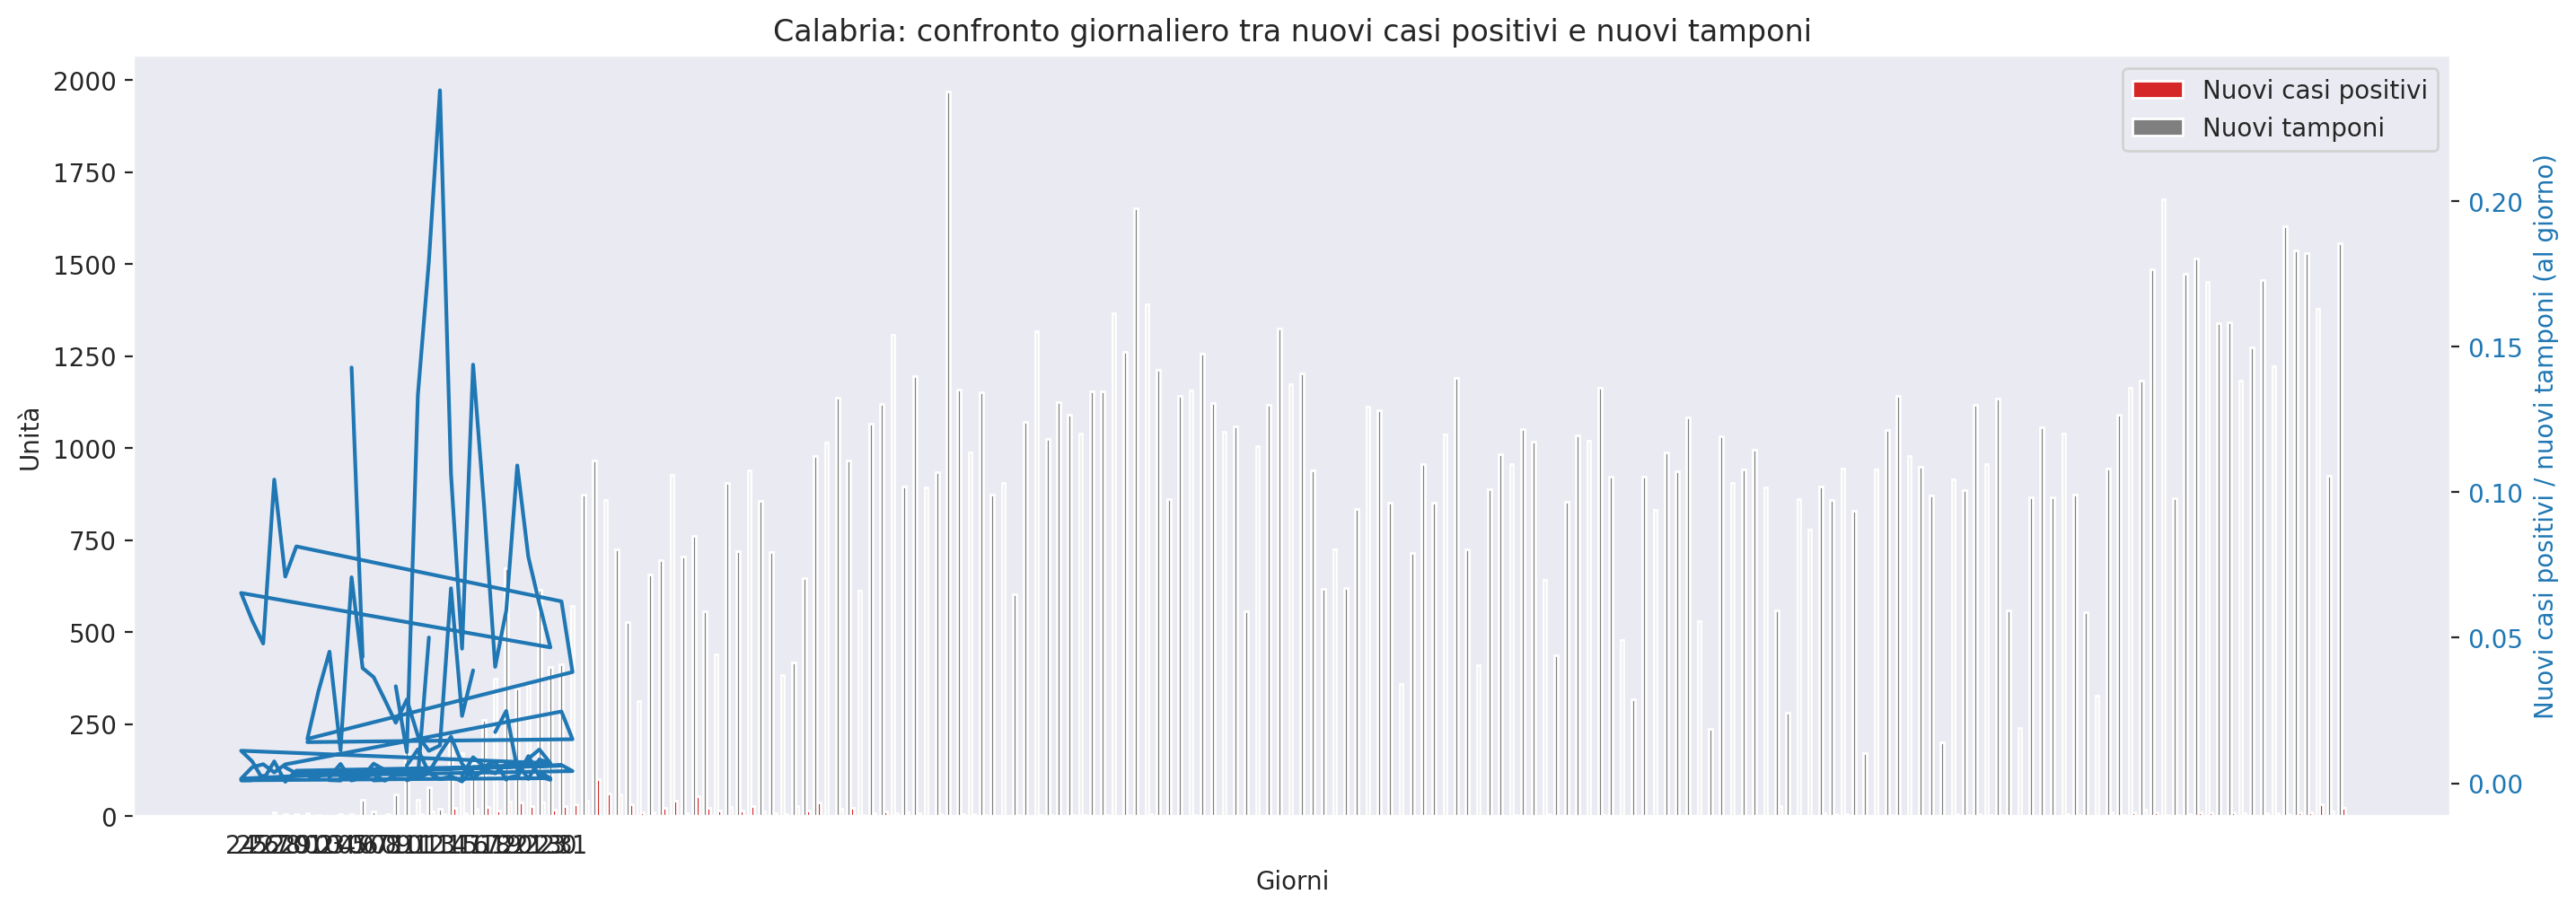 Calabria: confronto giornaliero tra nuovi casi positivi e nuovi tamponi
Nuovi casi positivi
Nuovi tamponi
Unità
2000
1750
1500
1250
1000
750
500
250
0
0.20
0.15
0.10
0.05
0.00
Nuovi casi positivi / nuovi tamponi (al giorno)
Giorni